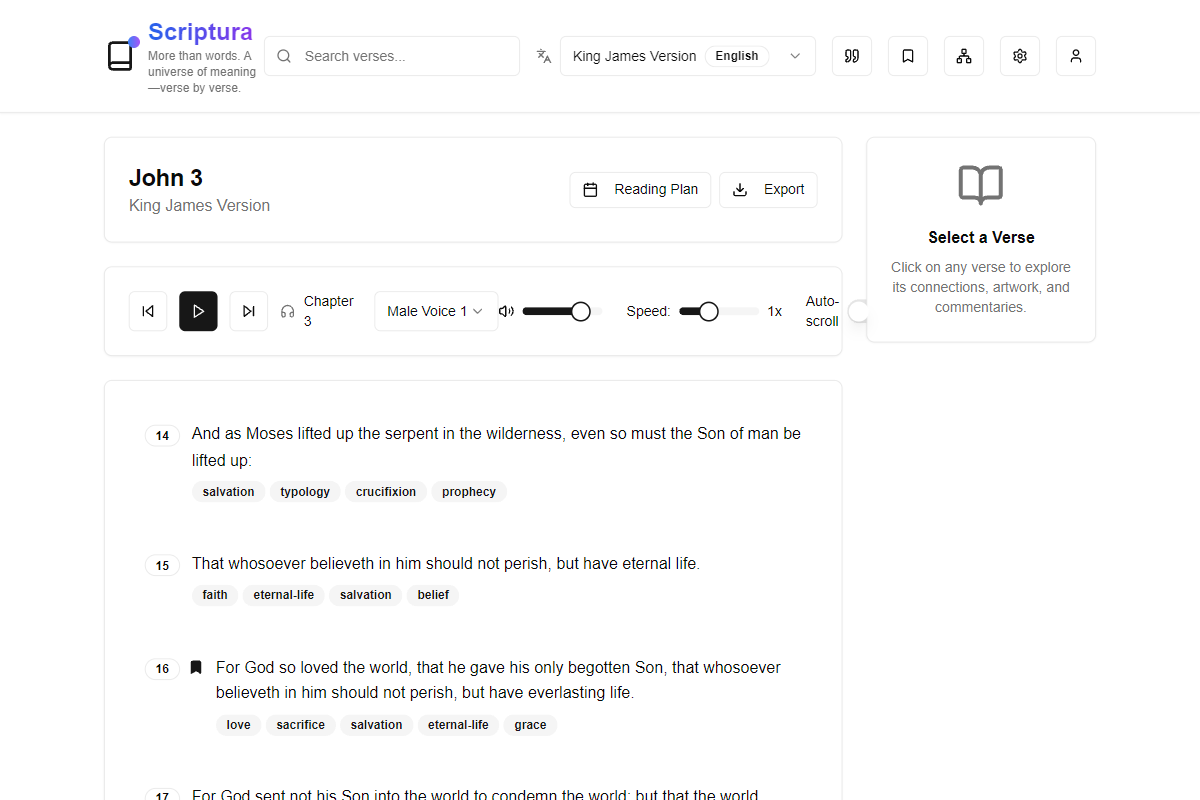 Scriptura
More than words. A
universe of meaning
—verse by verse.
Search verses...
King James Version English
John 3
King James Version
Reading Plan
Export
Select a Verse
Click on any verse to explore
its connections, artwork, and
commentaries.
Chapter
3
Male Voice 1
Speed:
1x
Auto-
scroll
14 And as Moses lifted up the serpent in the wilderness, even so must the Son of man be
lifted up:
salvation typology crucifixion prophecy
15 That whosoever believeth in him should not perish, but have eternal life.
faith eternal-life salvation belief
16 For God so loved the world, that he gave his only begotten Son, that whosoever
believeth in him should not perish, but have everlasting life.
love sacrifice salvation eternal-life grace
17 For God sent not his Son into the world to condemn the world; but that the world